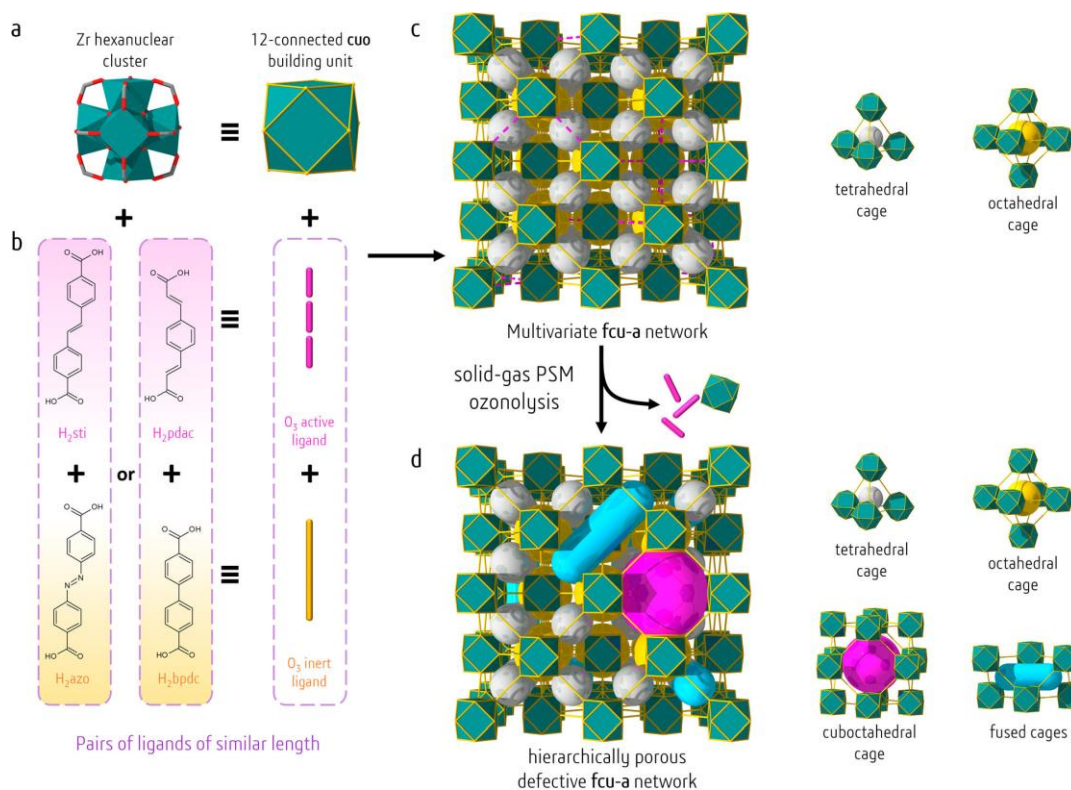 a
Zr hexanuclear
cluster
≡
12-connected cuo
building unit
+
+
b
COOH
HOOC
H₂sti
H₂pdac
≡
O₃ active
ligand
+
or
+
+
N
N
H₂azo
H₂bpdc
≡
O₃ inert
ligand
Pairs of ligands of similar length
c
Multivariate fcu-a network
tetrahedral
cage
octahedral
cage
solid-gas PSM
ozonolysis
d
hierarchically porous
defective fcu-a network
tetrahedral
cage
octahedral
cage
cuboctahedral
cage
fused cages